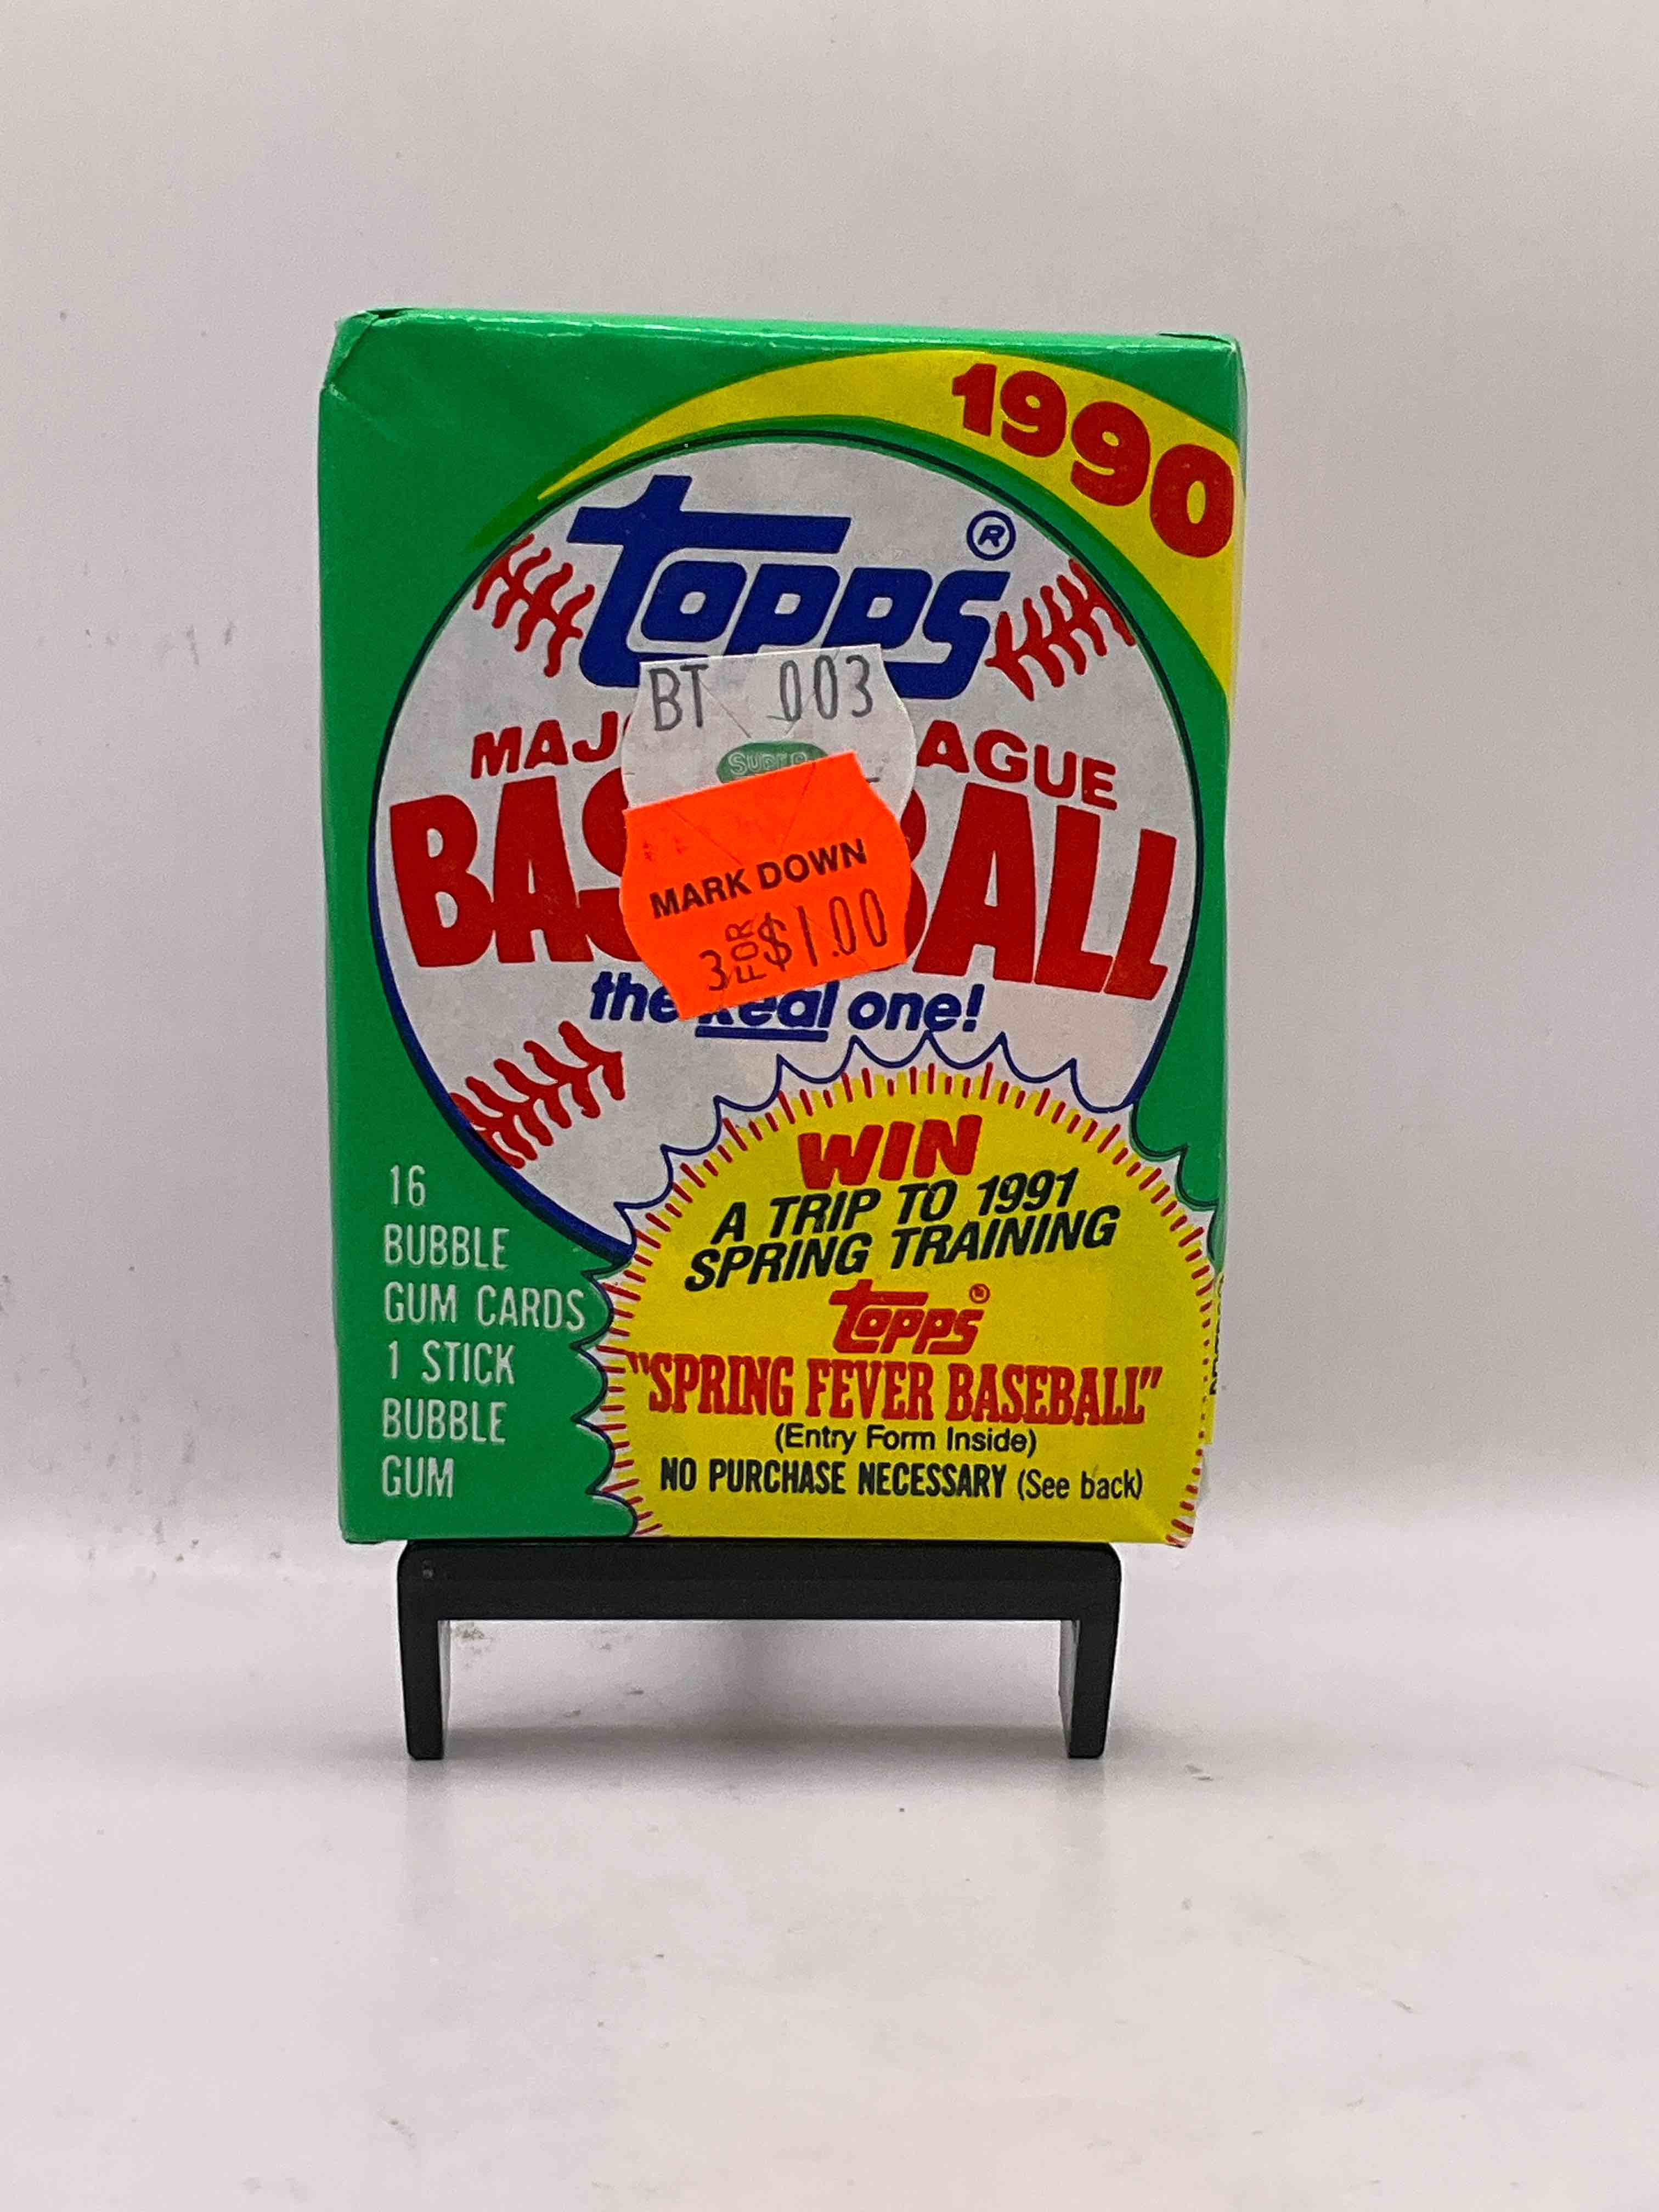 1990
topps®
BT .003
MAJ AGUE
SUPER
BAS BALL
MARK DOWN
3 FOR $1.00
the Real one!
WIN
A TRIP TO 1991
SPRING TRAINING
topps®
"SPRING FEVER BASEBALL"
(Entry Form Inside)
NO PURCHASE NECESSARY (See back)
16
BUBBLE
GUM CARDS
1 STICK
BUBBLE
GUM